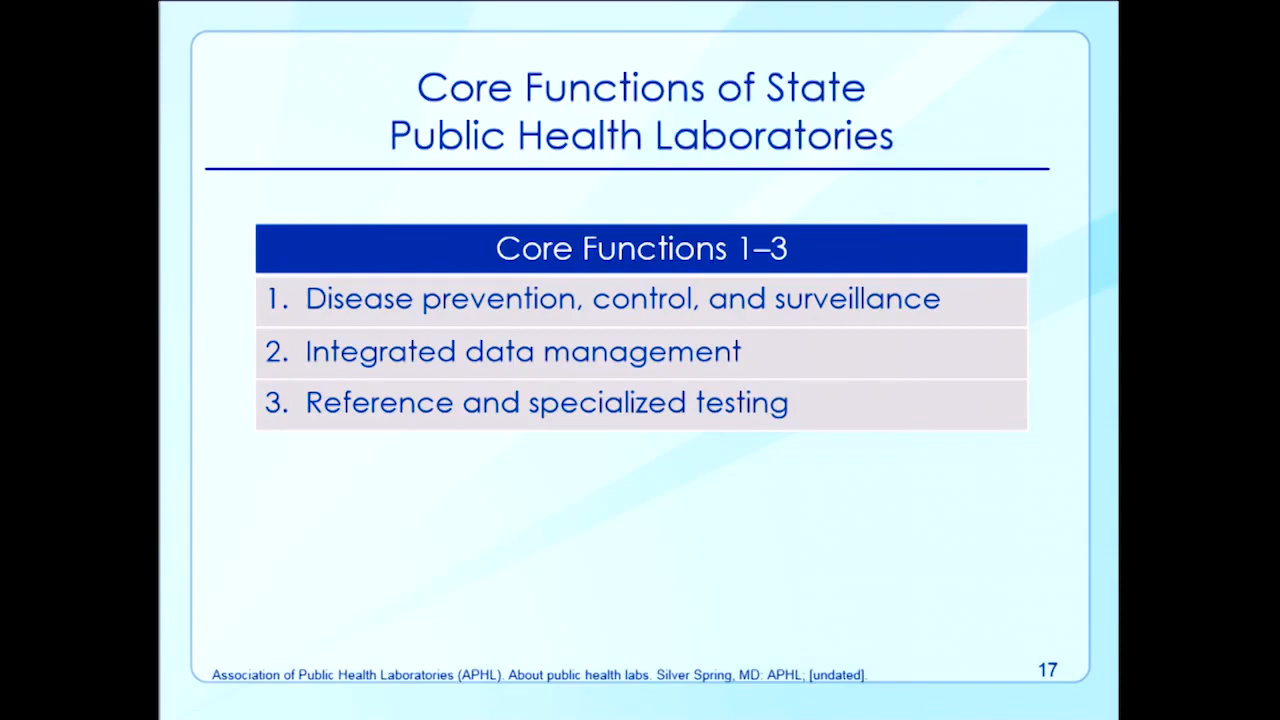 Core Functions of State
Public Health Laboratories
Core Functions 1–3
1. Disease prevention, control, and surveillance
2. Integrated data management
3. Reference and specialized testing
Association of Public Health Laboratories (APHL). About public health labs. Silver Spring, MD: APHL; [undated].
17